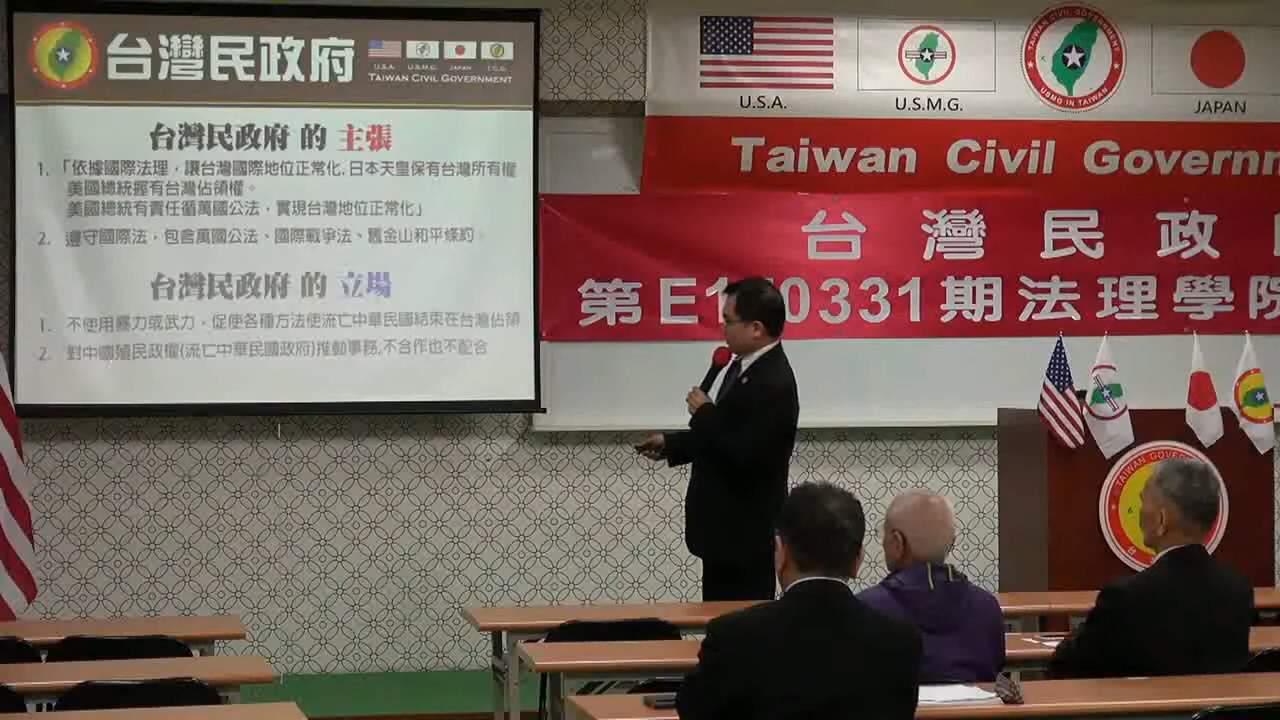 台灣民政府
U.S.A. U.S.M.G. JAPAN T.C.G.
TAIWAN CIVIL GOVERNMENT
台灣民政府 的 主張
1. 「依據國際法理，讓台灣國際地位正常化，日本天皇保有台灣所有權
美國總統握有台灣佔領權。
美國總統有責任循萬國公法，實現台灣地位正常化」
2. 遵守國際法，包含萬國公法、國際戰爭法、舊金山和平條約。
台灣民政府 的 立場
1. 不使用暴力或武力，促使各種方法使流亡中華民國結束在台灣佔領
2. 對中國殖民政權(流亡中華民國政府)推動事務,不合作也不配合
U.S.A.
U.S.M.G.
TAIWAN CIVIL GOVERNMENT
USMG IN TAIWAN
JAPAN
Taiwan Civil Governm
台灣民政
第E1 0331期法理學院
TAIWAN GOVER